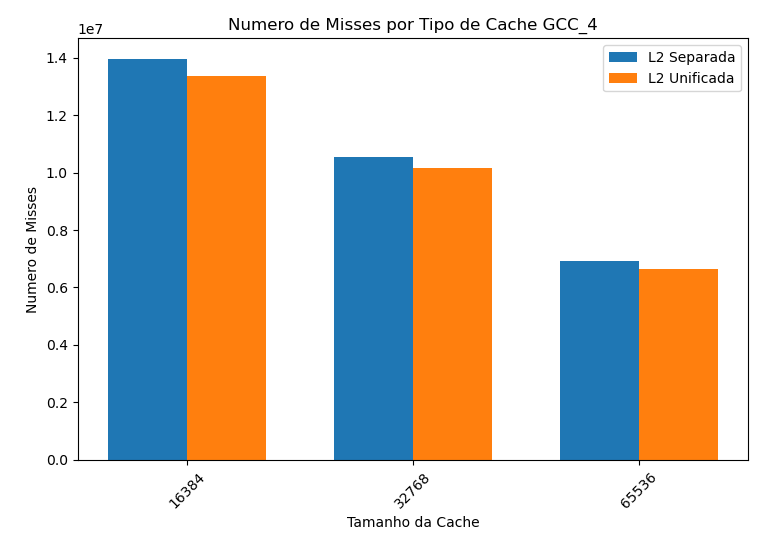 Numero de Misses por Tipo de Cache GCC_4
1e7
1.4
1.2
1.0
0.8
0.6
0.4
0.2
0.0
Numero de Misses
L2 Separada
L2 Unificada
16384
32768
65536
Tamanho da Cache